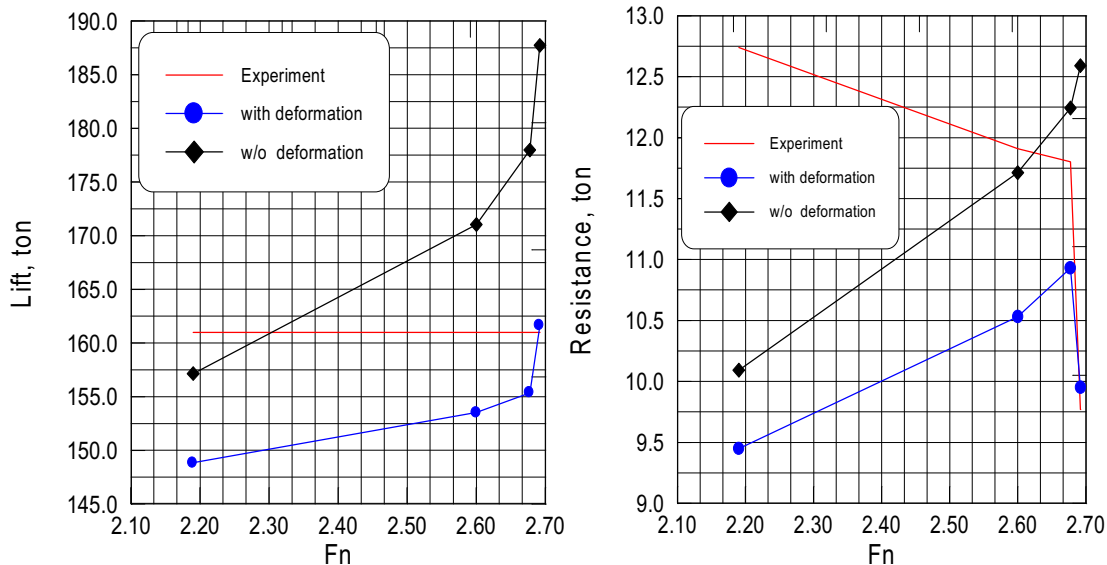 190.0
185.0
180.0
175.0
170.0
165.0
160.0
155.0
150.0
145.0
Lift, ton
Experiment
with deformation
w/o deformation
2.10 2.20 2.30 2.40 2.50 2.60 2.70
Fn
13.0
12.5
12.0
11.5
11.0
10.5
10.0
9.5
9.0
Resistance, ton
Experiment
with deformation
w/o deformation
2.10 2.20 2.30 2.40 2.50 2.60 2.70
Fn